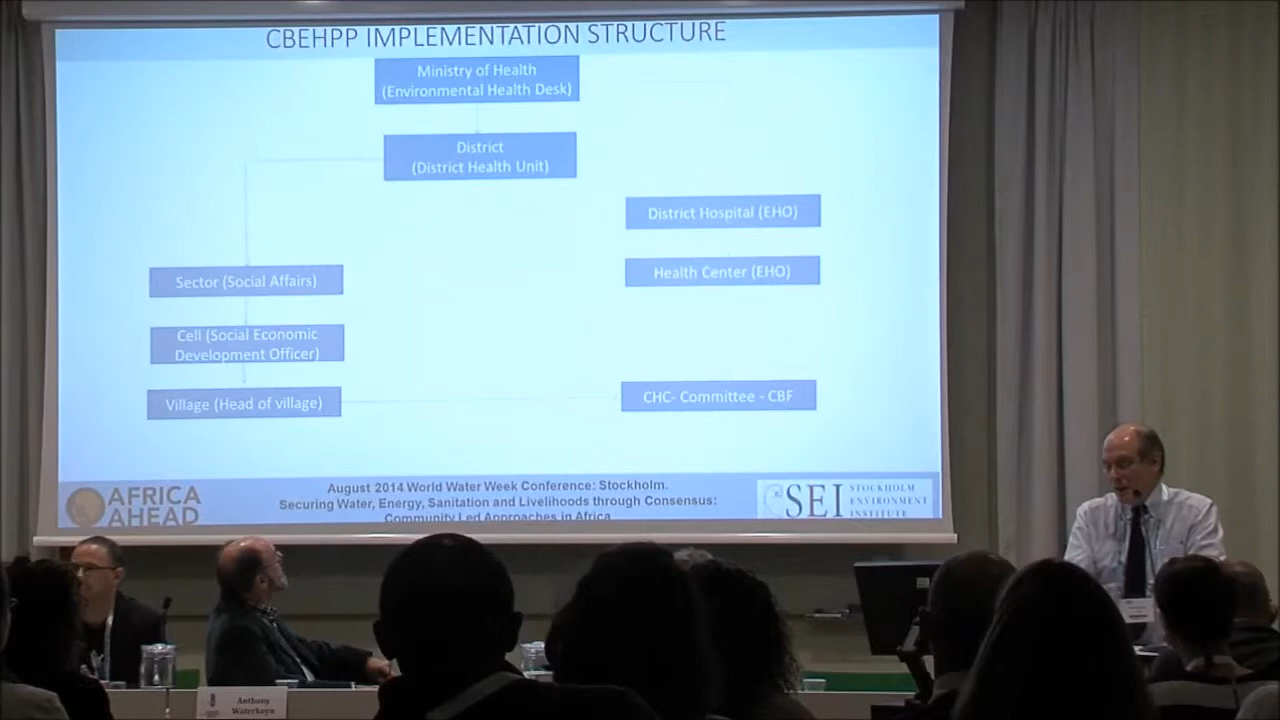 CBEHPP IMPLEMENTATION STRUCTURE
Ministry of Health
(Environmental Health Desk)
District
(District Health Unit)
District Hospital (EHO)
Health Center (EHO)
Sector (Social Affairs)
Cell (Social Economic
Development Officer)
Village (Head of village)
CHC- Committee - CBF
AFRICA
AHEAD
August 2014 World Water Week Conference: Stockholm.
Securing Water, Energy, Sanitation and Livelihoods through Consensus:
Community Led Approaches in Africa
SEI
STOCKHOLM
ENVIRONMENT
INSTITUTE
Anthony
Waterkeyn